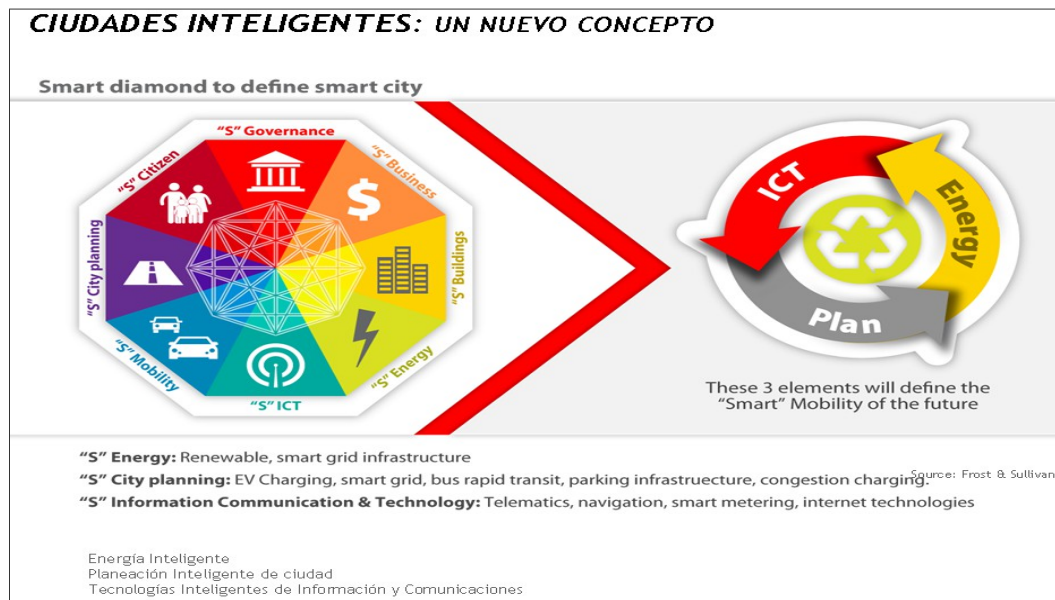 CIUDADES INTELIGENTES: UN NUEVO CONCEPTO
Smart diamond to define smart city
“S” Governance
“S” Business
“S” Buildings
“S” Energy
“S” ICT
“S” Mobility
“S” City planning
“S” Citizen
ICT
Energy
Plan
These 3 elements will define the
“Smart” Mobility of the future
“S” Energy: Renewable, smart grid infrastructure
“S” City planning: EV Charging, smart grid, bus rapid transit, parking infrastruecture, congestion charging.
Source: Frost & Sullivan
“S” Information Communication & Technology: Telematics, navigation, smart metering, internet technologies
Energía Inteligente
Planeación Inteligente de ciudad
Tecnologías Inteligentes de Información y Comunicaciones